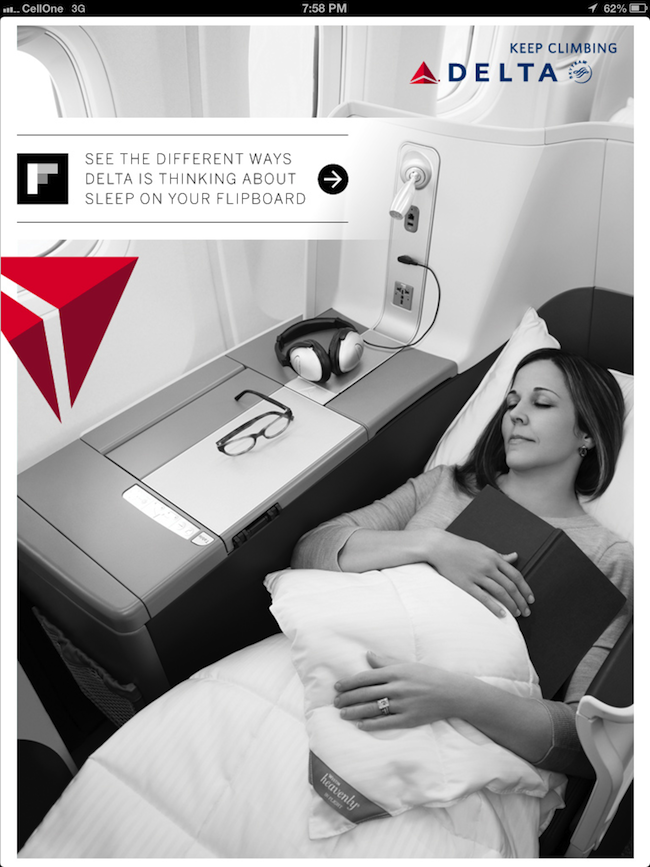 CellOne 3G 7:58 PM 62%
KEEP CLIMBING
DELTA
SEE THE DIFFERENT WAYS
DELTA IS THINKING ABOUT
SLEEP ON YOUR FLIPBOARD
heavenly